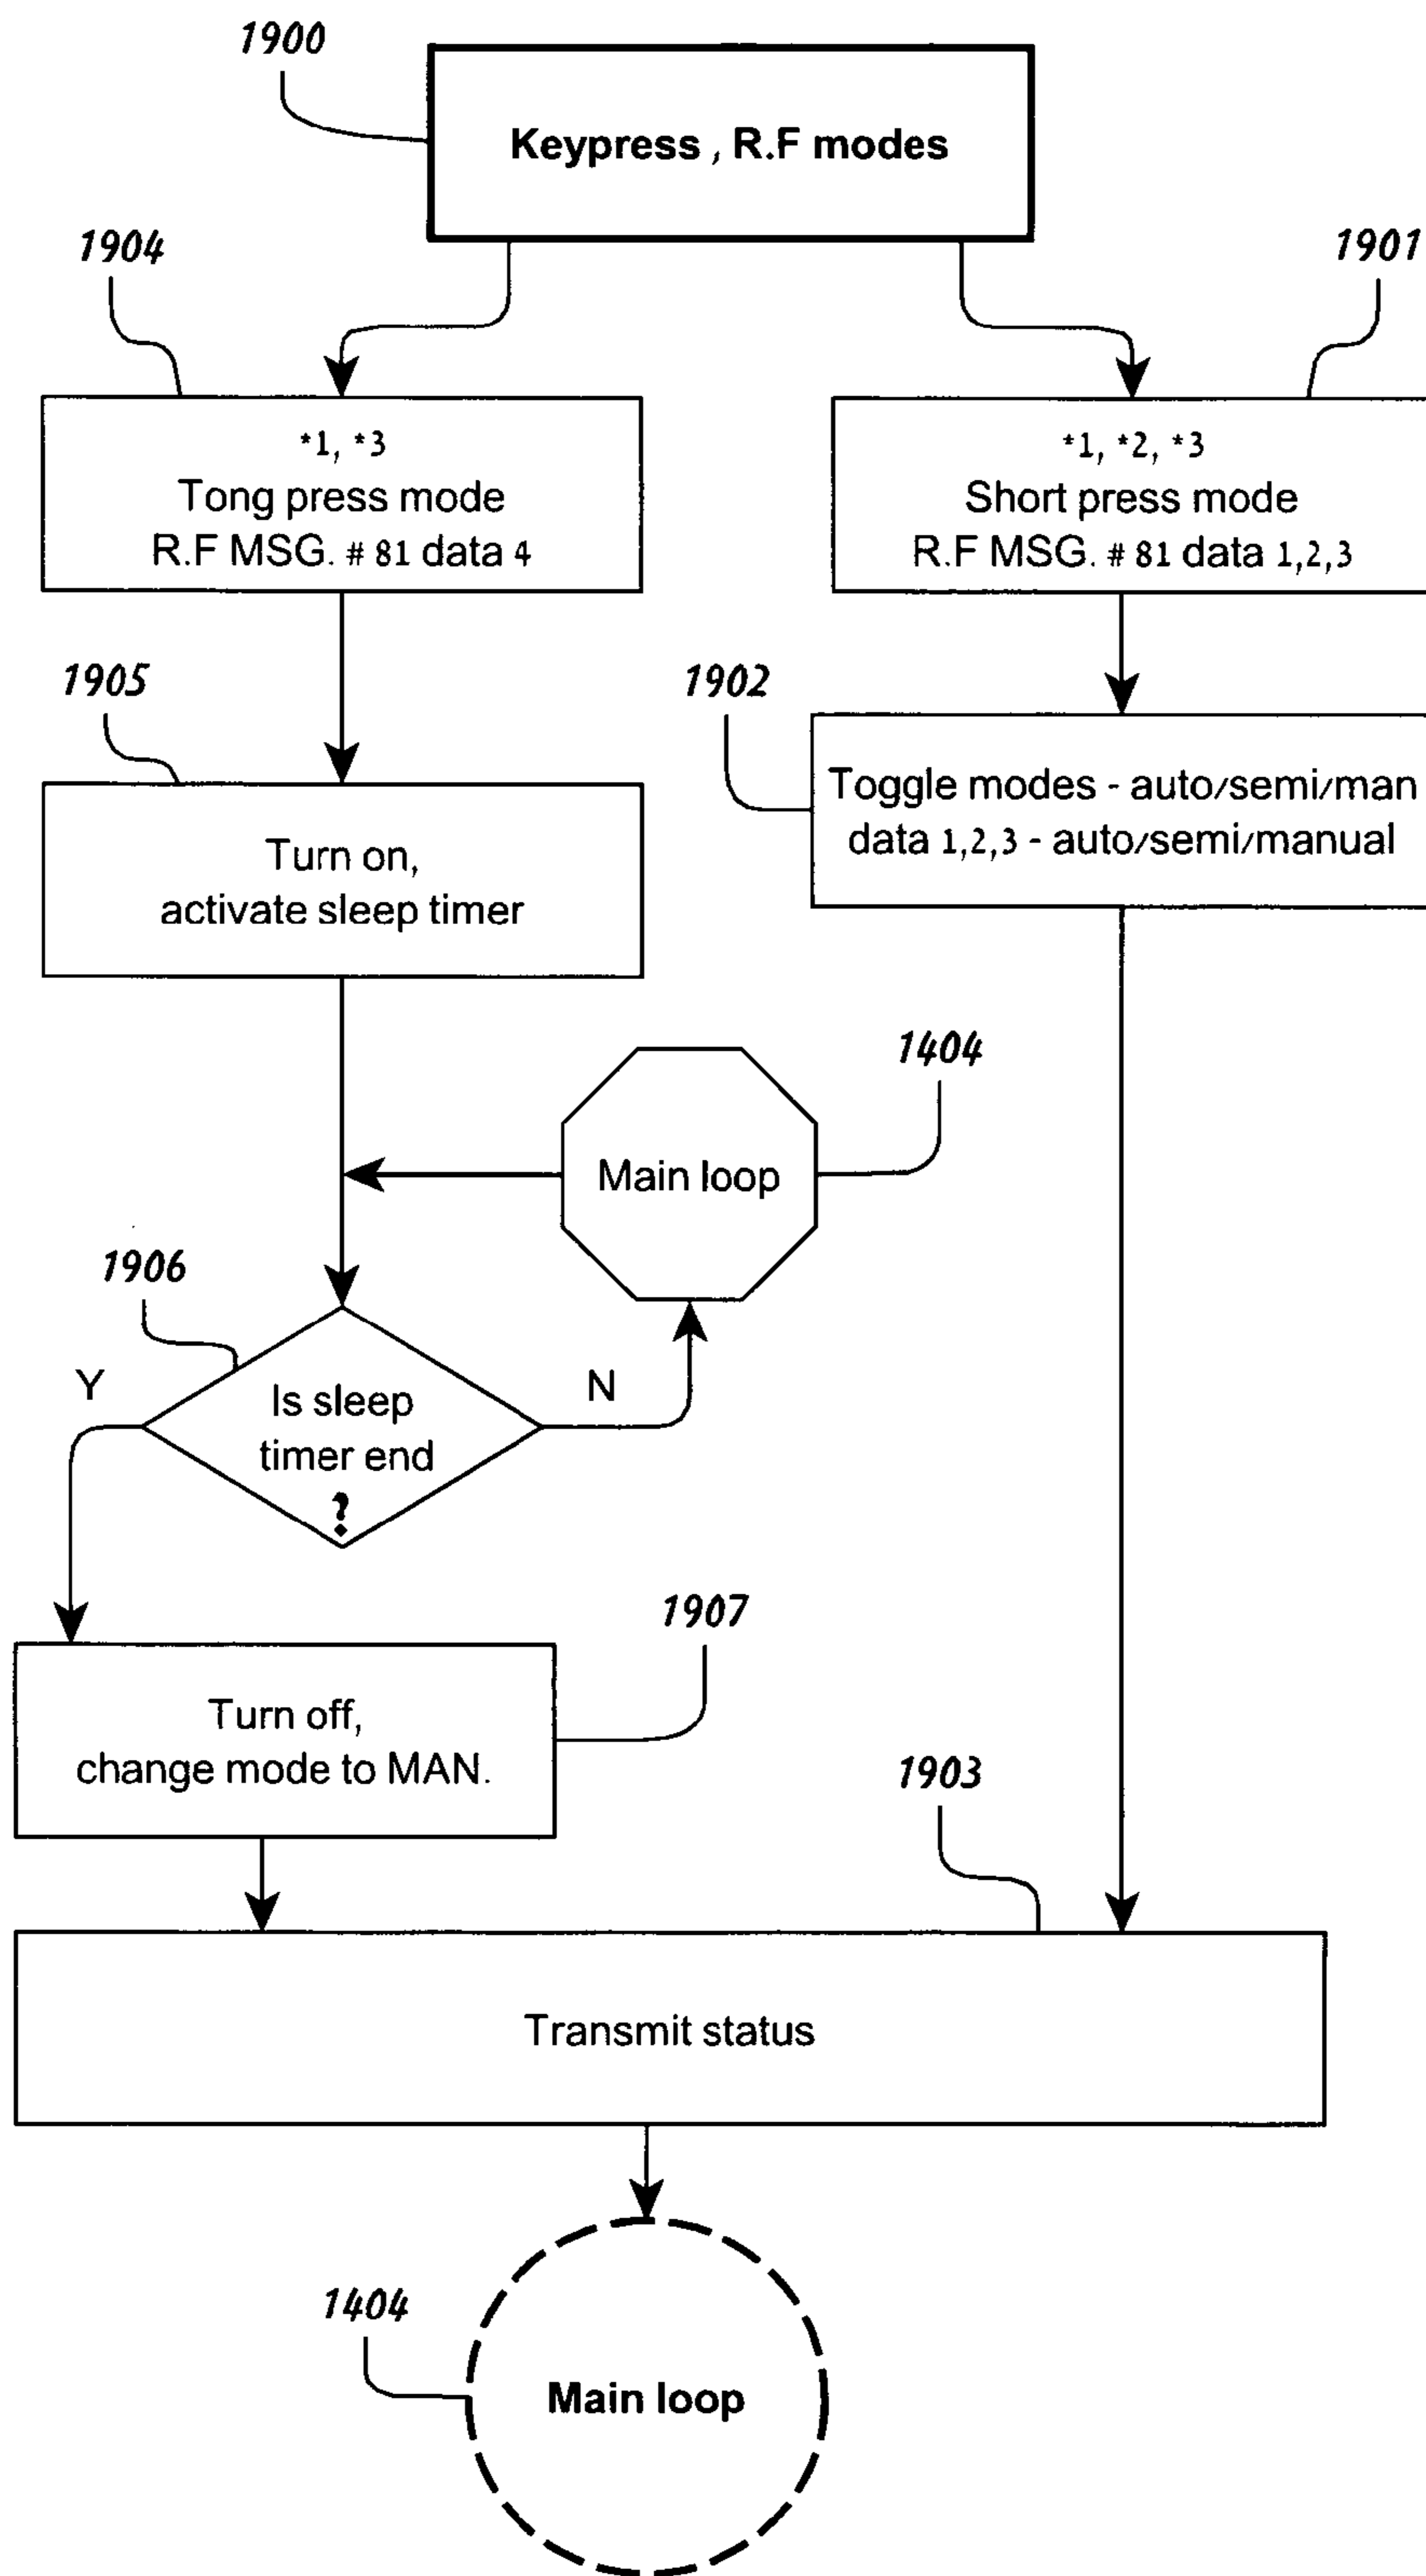 1900
Keypress , R.F modes
1904
1901
*1, *3
Tong press mode
R.F MSG. # 81 data 4
*1, *2, *3
Short press mode
R.F MSG. # 81 data 1,2,3
1905
1902
Turn on,
activate sleep timer
Toggle modes - auto/semi/man
data 1,2,3 - auto/semi/manual
1404
Main loop
1906
Y
N
Is sleep
timer end
?
1907
Turn off,
change mode to MAN.
1903
Transmit status
1404
Main loop